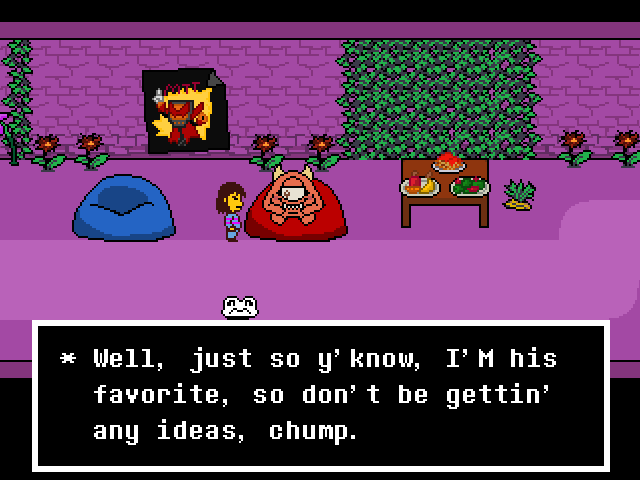 * Well, just so y'know, I'M his
favorite, so don't be gettin'
any ideas, chump.